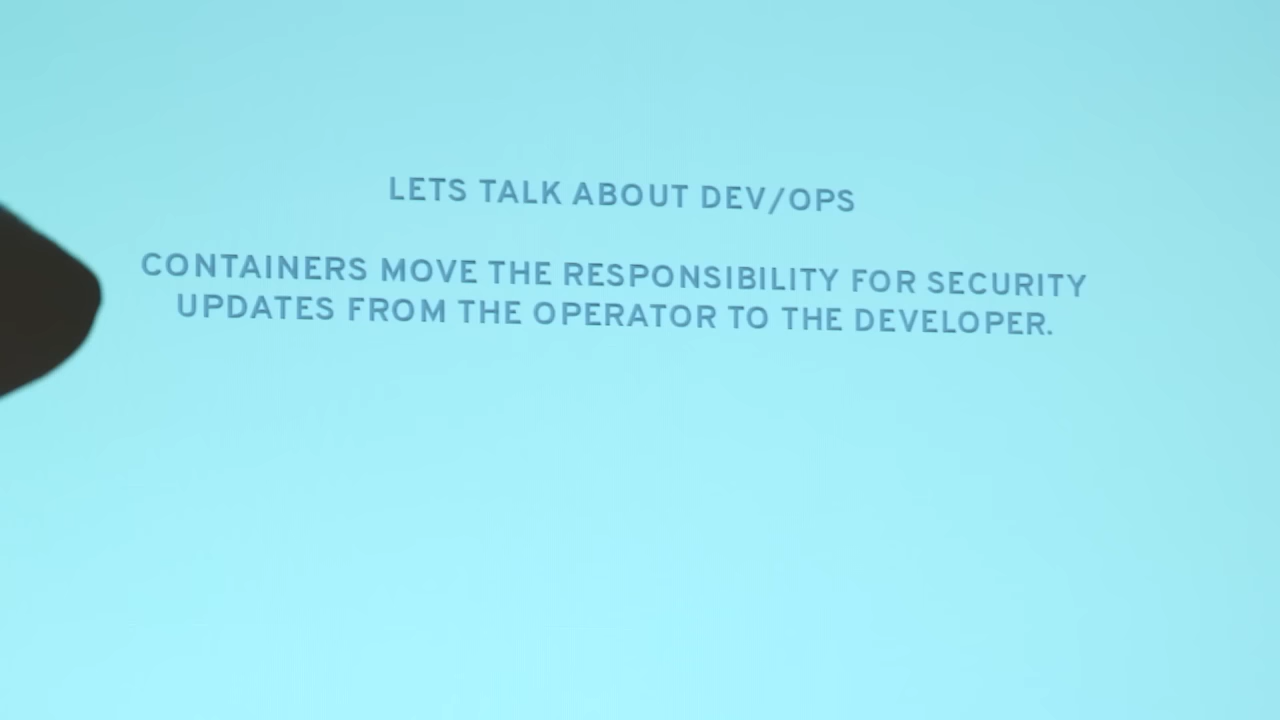 LETS TALK ABOUT DEV/OPS
CONTAINERS MOVE THE RESPONSIBILITY FOR SECURITY
UPDATES FROM THE OPERATOR TO THE DEVELOPER.